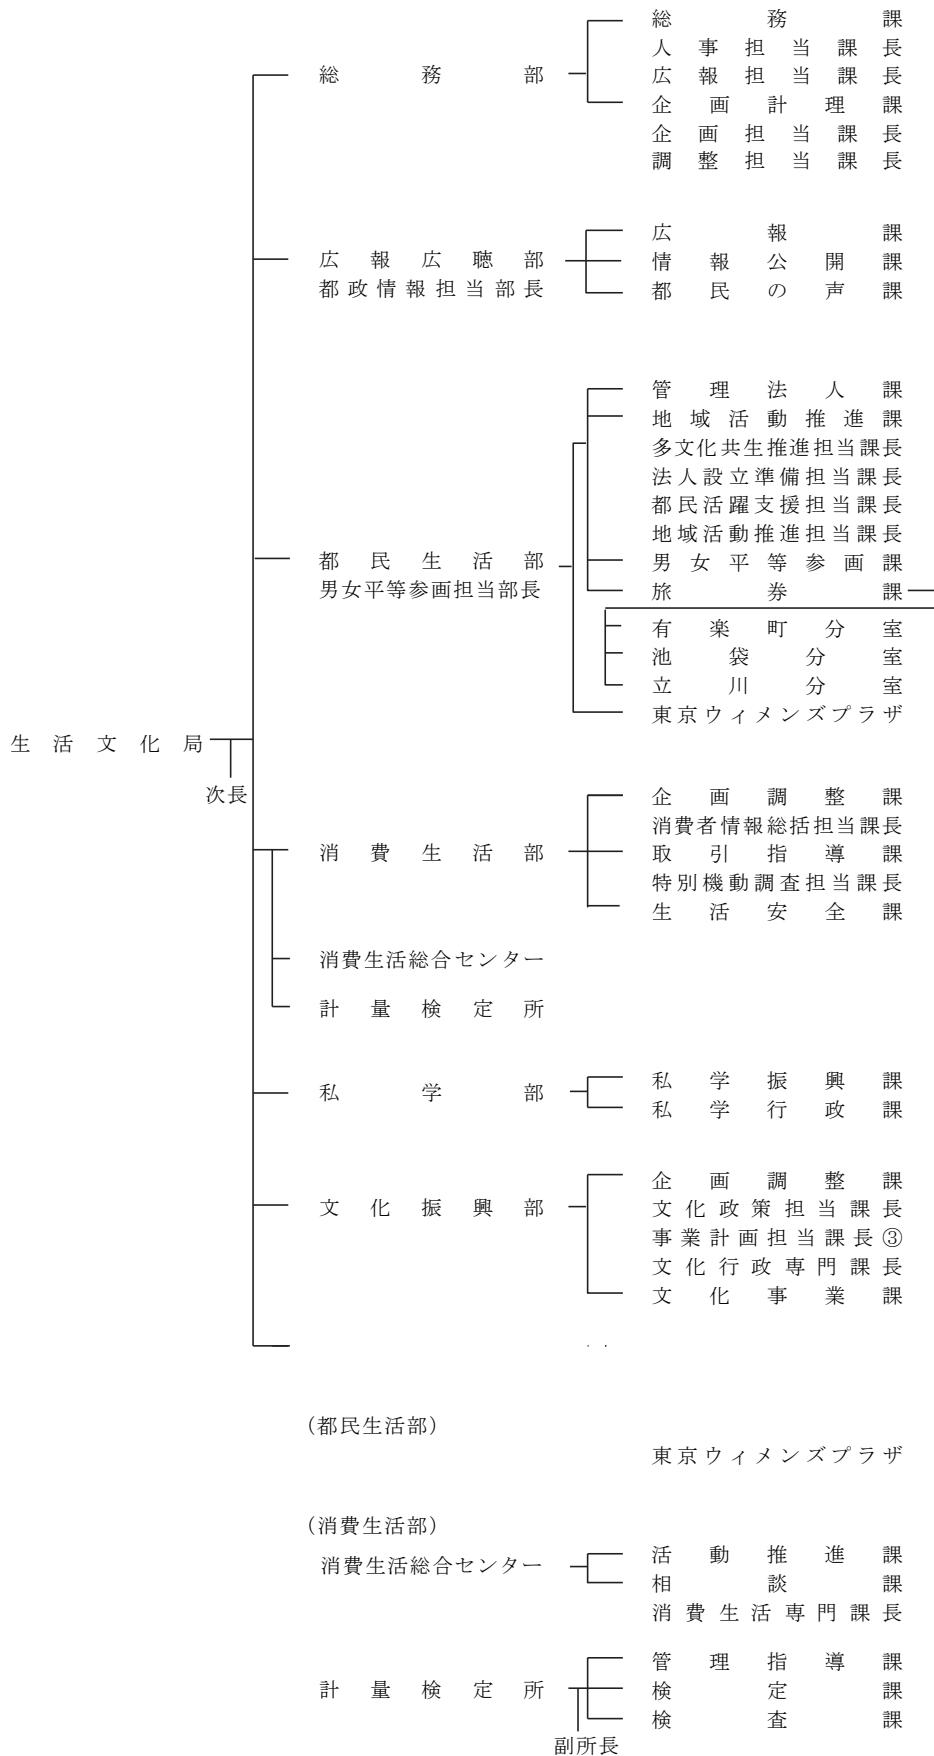 総務課
人事担当課長
総務部
広報担当課長
企画計理課
企画担当課長
調整担当課長
広報課
広報広聴部
情報公開課
都政情報担当部長
都民の声課
管理法人課
地域活動推進課
多文化共生推進担当課長
法人設立準備担当課長
都民活躍支援担当課長
地域活動推進担当課長
都民生活部
男女平等参画課
男女平等参画担当部長
旅券課
有楽町分室
池袋分室
立川分室
東京ウィメンズプラザ
生活文化局
次長
企画調整課
消費者情報総括担当課長
消費生活部
取引指導課
特別機動調査担当課長
生活安全課
消費生活総合センター
計量検定所
私学振興課
私学部
私学行政課
企画調整課
文化振興部
文化政策担当課長
事業計画担当課長③
文化行政専門課長
文化事業課
（都民生活部）
東京ウィメンズプラザ
（消費生活部）
消費生活総合センター
活動推進課
相談課
消費生活専門課長
管理指導課
計量検定所
検定課
検査課
副所長